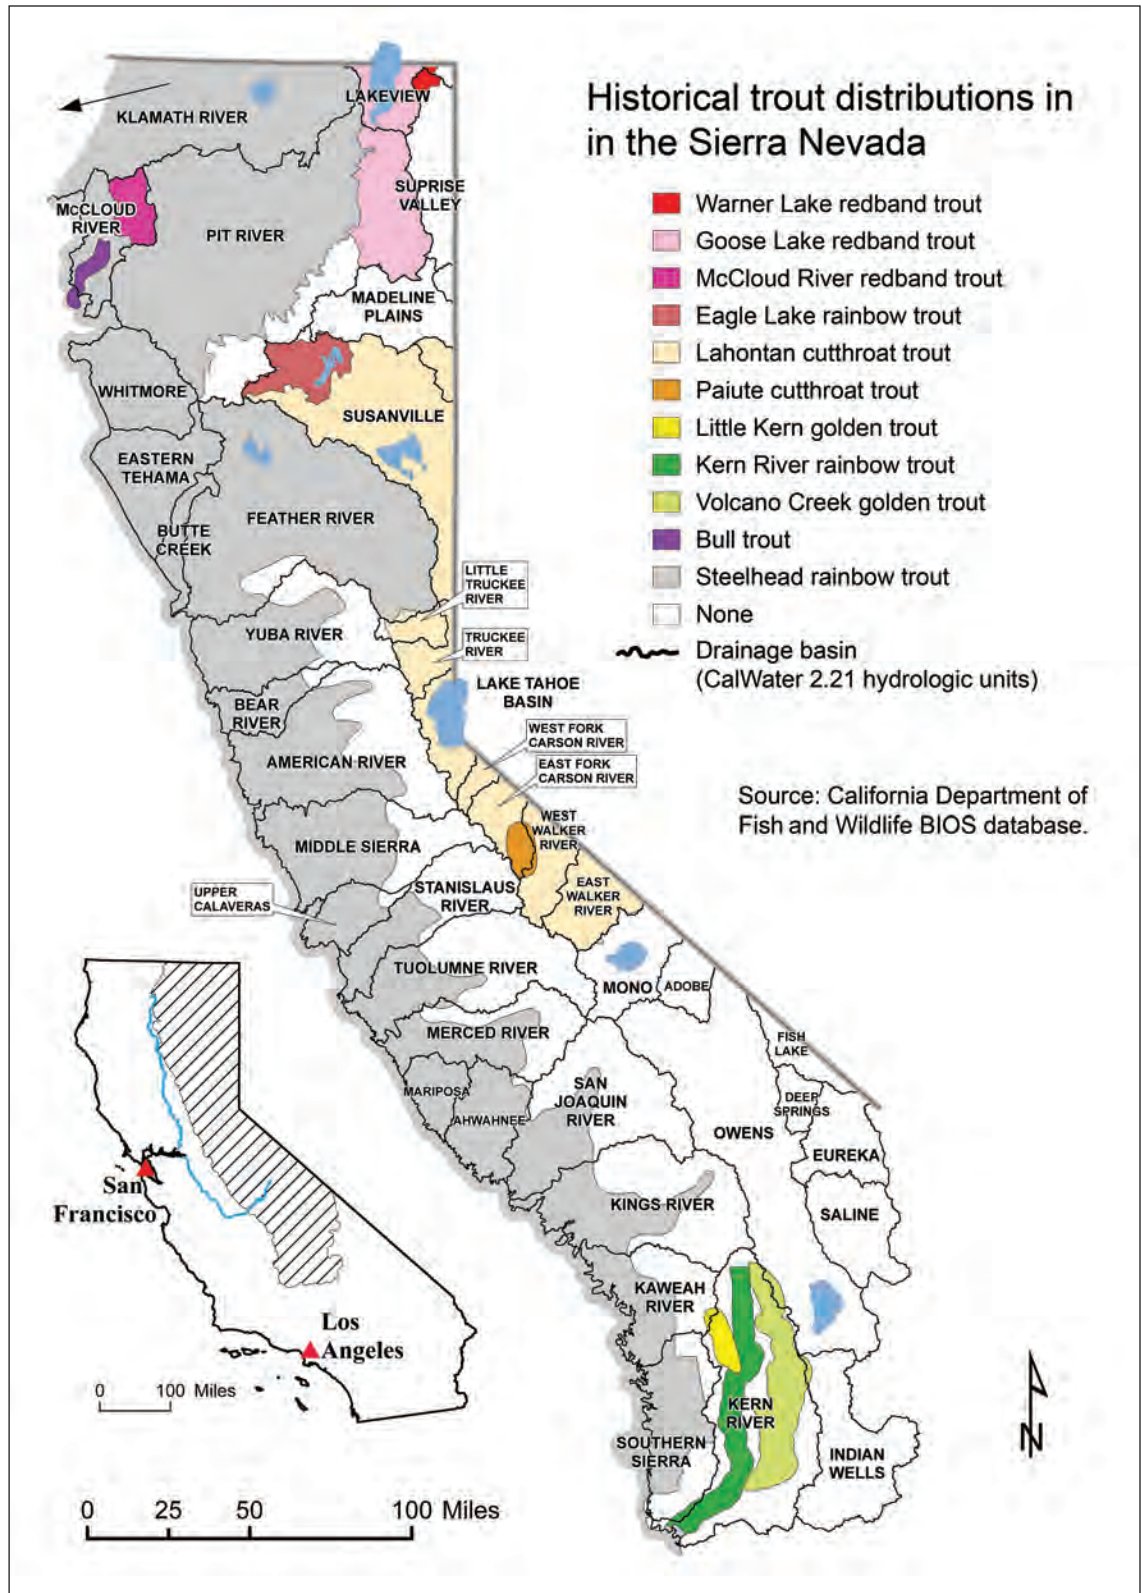 Historical trout distributions in
in the Sierra Nevada
Warner Lake redband trout
Goose Lake redband trout
McCloud River redband trout
Eagle Lake rainbow trout
Lahontan cutthroat trout
Paiute cutthroat trout
Little Kern golden trout
Kern River rainbow trout
Volcano Creek golden trout
Bull trout
Steelhead rainbow trout
None
Drainage basin
(CalWater 2.21 hydrologic units)
Source: California Department of
Fish and Wildlife BIOS database.
LAKEVIEW
KLAMATH RIVER
SUPRISE
VALLEY
McCLOUD
RIVER
PIT RIVER
MADELINE
PLAINS
WHITMORE
SUSANVILLE
EASTERN
TEHAMA
FEATHER RIVER
BUTTE
CREEK
LITTLE
TRUCKEE
RIVER
YUBA RIVER
TRUCKEE
RIVER
LAKE TAHOE
BASIN
BEAR
RIVER
WEST FORK
CARSON RIVER
AMERICAN RIVER
EAST FORK
CARSON RIVER
WEST
WALKER
RIVER
MIDDLE SIERRA
STANISLAUS
RIVER
EAST
WALKER
RIVER
UPPER
CALAVERAS
TUOLUMNE RIVER
MONO
ADOBE
MERCED RIVER
FISH
LAKE
MARIPOSA
AHWAHNEE
SAN
JOAQUIN
RIVER
DEEP
SPRINGS
OWENS
EUREKA
KINGS RIVER
SALINE
KAWEAH
RIVER
KERN
RIVER
SOUTHERN
SIERRA
INDIAN
WELLS
San
Francisco
Los
Angeles
0 100 Miles
N
0 25 50 100 Miles